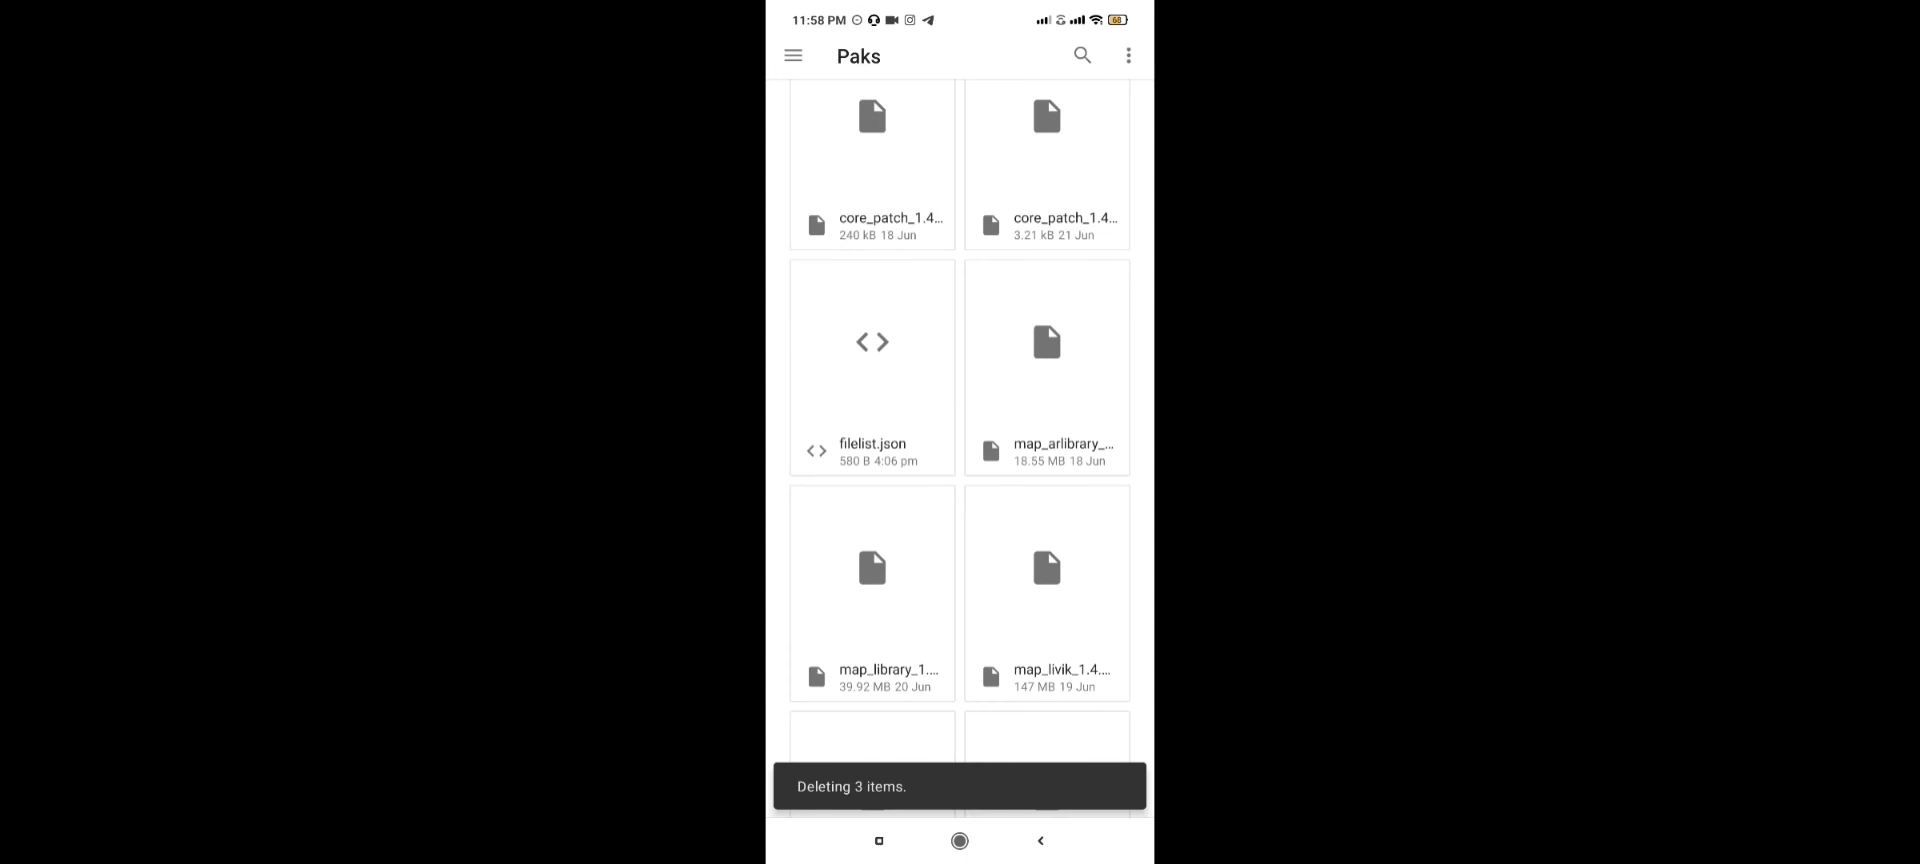 11:58 PM 68
Paks
core_patch_1.4... core_patch_1.4...
240 kB 18 Jun 3.21 kB 21 Jun
filelist.json map_arlibrary_...
580 B 4:06 pm 18.55 MB 18 Jun
map_library_1.... map_livik_1.4....
39.92 MB 20 Jun 147 MB 19 Jun
Deleting 3 items.